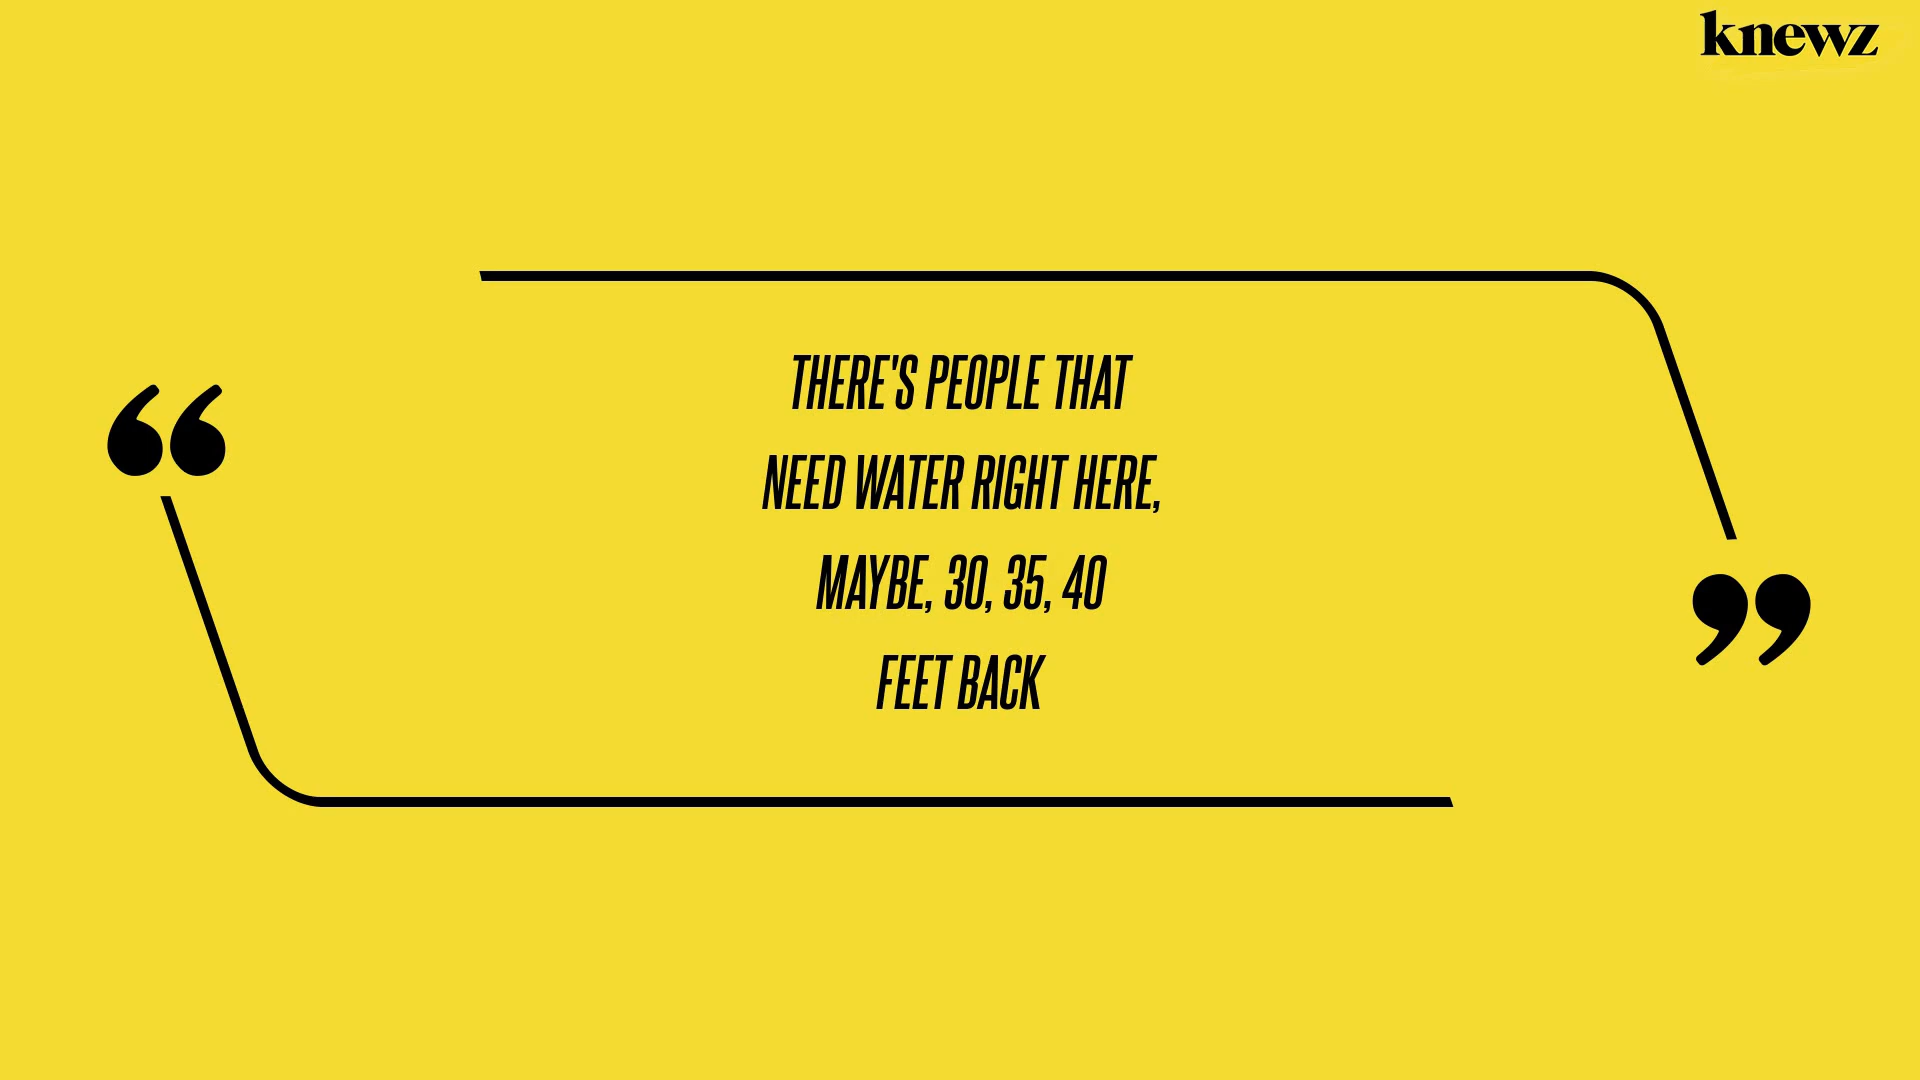 knewz
“
THERE'S PEOPLE THAT
NEED WATER RIGHT HERE,
MAYBE, 30, 35, 40
FEET BACK
”